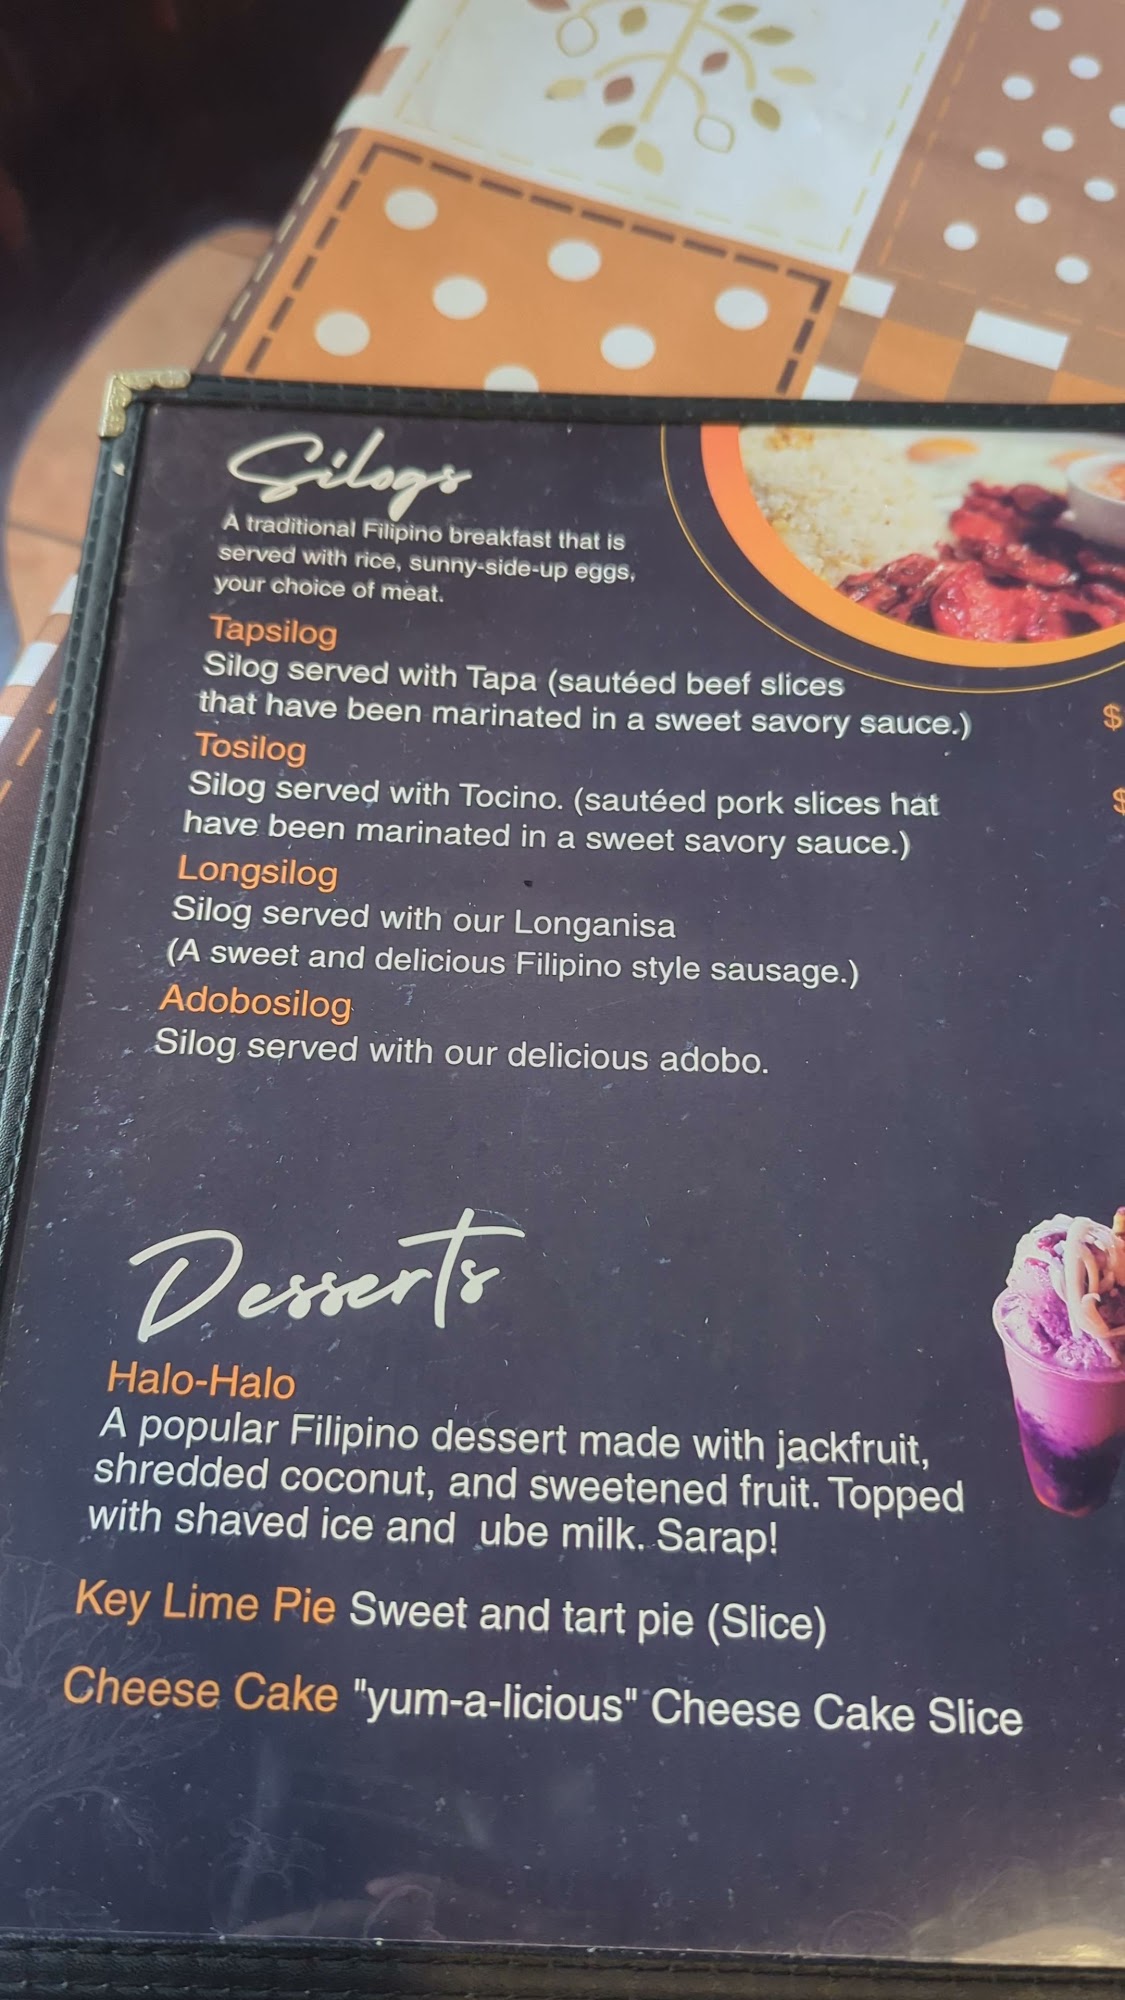 Silogs
A traditional Filipino breakfast that is
served with rice, sunny-side-up eggs,
your choice of meat.
Tapsilog
Silog served with Tapa (sautéed beef slices
that have been marinated in a sweet savory sauce.)
$
Tosilog
Silog served with Tocino. (sautéed pork slices hat
$
have been marinated in a sweet savory sauce.)
Longsilog
Silog served with our Longanisa
(A sweet and delicious Filipino style sausage.)
Adobosilog
Silog served with our delicious adobo.
Desserts
Halo-Halo
A popular Filipino dessert made with jackfruit,
shredded coconut, and sweetened fruit. Topped
with shaved ice and ube milk. Sarap!
Key Lime Pie Sweet and tart pie (Slice)
Cheese Cake "yum-a-licious" Cheese Cake Slice